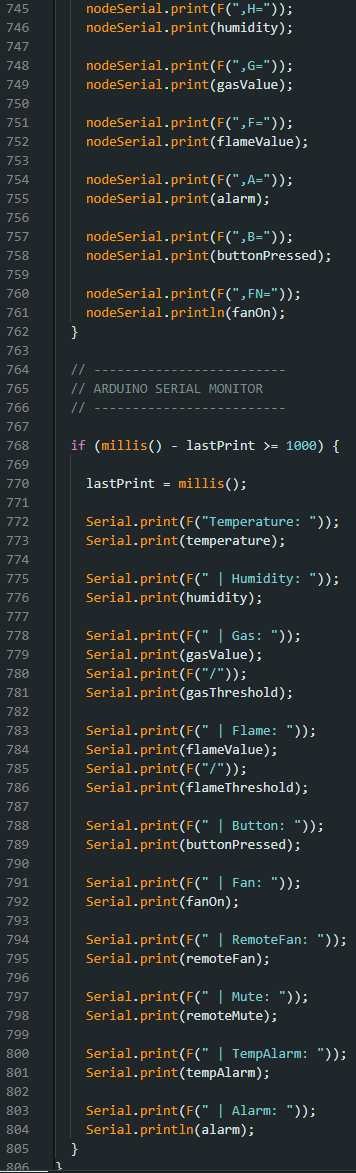 745 nodeSerial.print(F(",H="));
746 nodeSerial.print(humidity);
747
748 nodeSerial.print(F(",G="));
749 nodeSerial.print(gasValue);
750
751 nodeSerial.print(F(",F="));
752 nodeSerial.print(flameValue);
753
754 nodeSerial.print(F(",A="));
755 nodeSerial.print(alarm);
756
757 nodeSerial.print(F(",B="));
758 nodeSerial.print(buttonPressed);
759
760 nodeSerial.print(F(",FN="));
761 nodeSerial.println(fanOn);
762 }
763
764 // -------------------------
765 // ARDUINO SERIAL MONITOR
766 // -------------------------
767
768 if (millis() - lastPrint >= 1000) {
769
770 lastPrint = millis();
771
772 Serial.print(F("Temperature: "));
773 Serial.print(temperature);
774
775 Serial.print(F(" | Humidity: "));
776 Serial.print(humidity);
777
778 Serial.print(F(" | Gas: "));
779 Serial.print(gasValue);
780 Serial.print(F("/"));
781 Serial.print(gasThreshold);
782
783 Serial.print(F(" | Flame: "));
784 Serial.print(flameValue);
785 Serial.print(F("/"));
786 Serial.print(flameThreshold);
787
788 Serial.print(F(" | Button: "));
789 Serial.print(buttonPressed);
790
791 Serial.print(F(" | Fan: "));
792 Serial.print(fanOn);
793
794 Serial.print(F(" | RemoteFan: "));
795 Serial.print(remoteFan);
796
797 Serial.print(F(" | Mute: "));
798 Serial.print(remoteMute);
799
800 Serial.print(F(" | TempAlarm: "));
801 Serial.print(tempAlarm);
802
803 Serial.print(F(" | Alarm: "));
804 Serial.println(alarm);
805 }
806 }